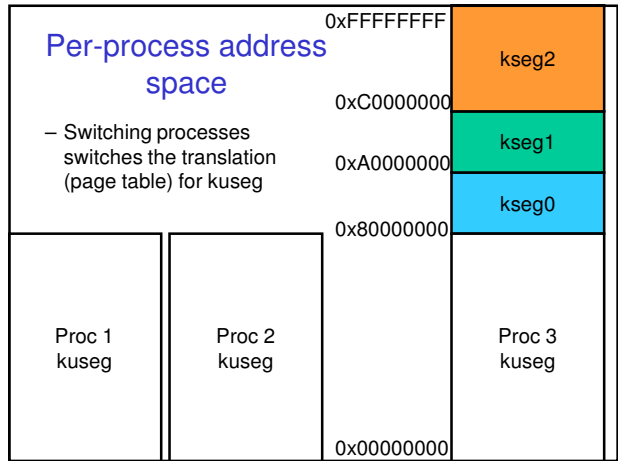 Per-process address
space
– Switching processes
switches the translation
(page table) for kuseg
0xFFFFFFFF
kseg2
0xC0000000
kseg1
0xA0000000
kseg0
0x80000000
Proc 1
kuseg
Proc 2
kuseg
Proc 3
kuseg
0x00000000